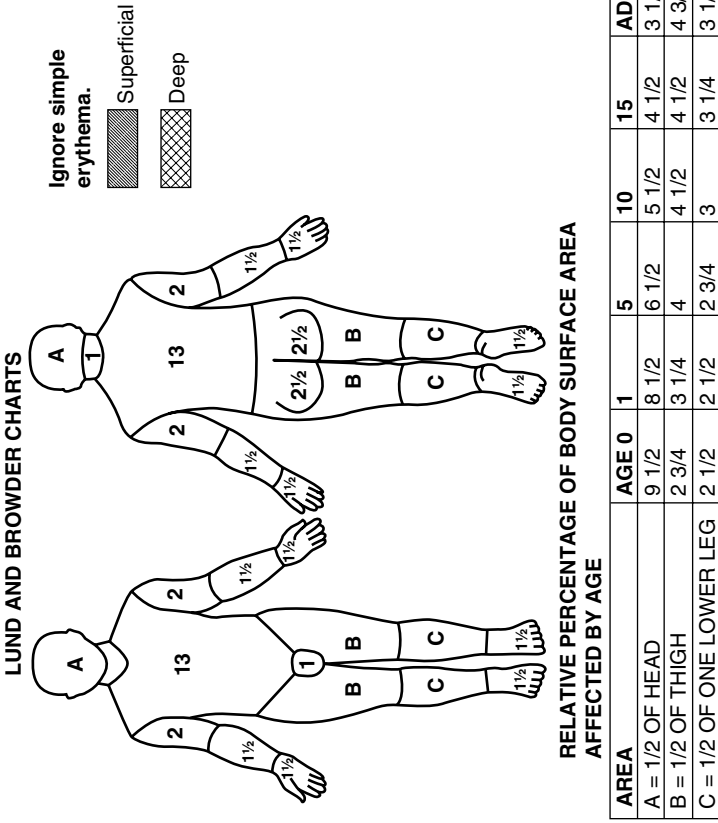 LUND AND BROWDER CHARTS
Ignore simple
erythema.
Superficial
Deep
A
13
2
2
1½
1½
1½
1½
1
B
B
C
C
1½
1½
A
1
13
2
2
1½
1½
1½
1½
2½
2½
B
B
C
C
1½
1½
RELATIVE PERCENTAGE OF BODY SURFACE AREA
AFFECTED BY AGE
AREA AGE 0 1 5 10 15
A = 1/2 OF HEAD 9 1/2 8 1/2 6 1/2 5 1/2 4 1/2
B = 1/2 OF THIGH 2 3/4 3 1/4 4 4 1/2 4 1/2
C = 1/2 OF ONE LOWER LEG 2 1/2 2 1/2 2 3/4 3 3 1/4